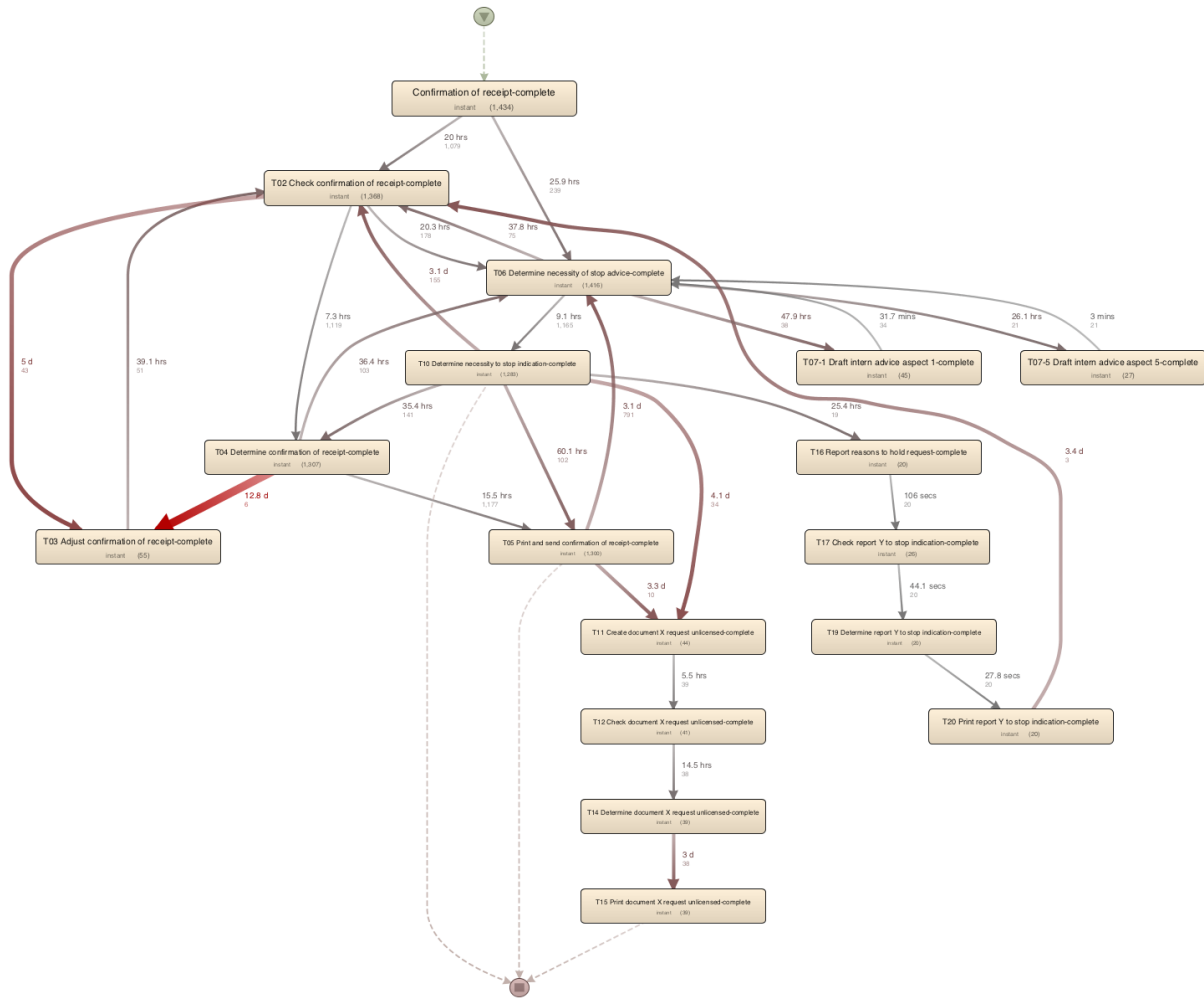 Confirmation of receipt-complete
instant (1,434)
20 hrs
1,079
25.9 hrs
239
T02 Check confirmation of receipt-complete
instant (1,368)
20.3 hrs
178
37.8 hrs
75
3.1 d
155
T06 Determine necessity of stop advice-complete
instant (1,416)
7.3 hrs
1,119
9.1 hrs
1,165
47.9 hrs
38
31.7 mins
34
26.1 hrs
21
3 mins
21
5 d
43
39.1 hrs
51
36.4 hrs
103
T10 Determine necessity to stop indication-complete
instant
T07-1 Draft intern advice aspect 1-complete
instant (45)
T07-5 Draft intern advice aspect 5-complete
instant (27)
35.4 hrs
141
3.1 d
791
25.4 hrs
19
T04 Determine confirmation of receipt-complete
instant (1,307)
60.1 hrs
102
T16 Report reasons to hold request-complete
instant (20)
3.4 d
3
12.8 d
6
15.5 hrs
1,177
4.1 d
34
106 secs
20
T03 Adjust confirmation of receipt-complete
instant (55)
T05 Print and send confirmation of receipt-complete
instant
T17 Check report Y to stop indication-complete
instant
3.3 d
10
44.1 secs
20
T11 Create document X request unlicensed-complete
instant (44)
T19 Determine report Y to stop indication-complete
instant
5.5 hrs
39
27.8 secs
20
T12 Check document X request unlicensed-complete
instant (41)
T20 Print report Y to stop indication-complete
instant (20)
14.5 hrs
38
T14 Determine document X request unlicensed-complete
instant (39)
3 d
38
T15 Print document X request unlicensed-complete
instant